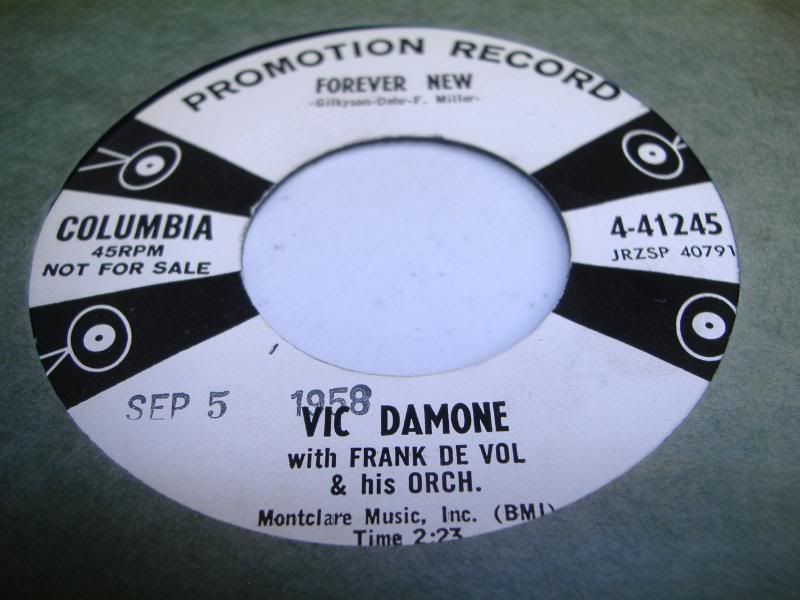 PROMOTION RECORD
FOREVER NEW
-Gilkyson-Dehr-F. Miller-
COLUMBIA
45RPM
NOT FOR SALE
4-41245
JRZSP 40791
SEP 5 1958
VIC DAMONE
with FRANK DE VOL
& his ORCH.
Montclare Music, Inc. (BMI)
Time 2:23